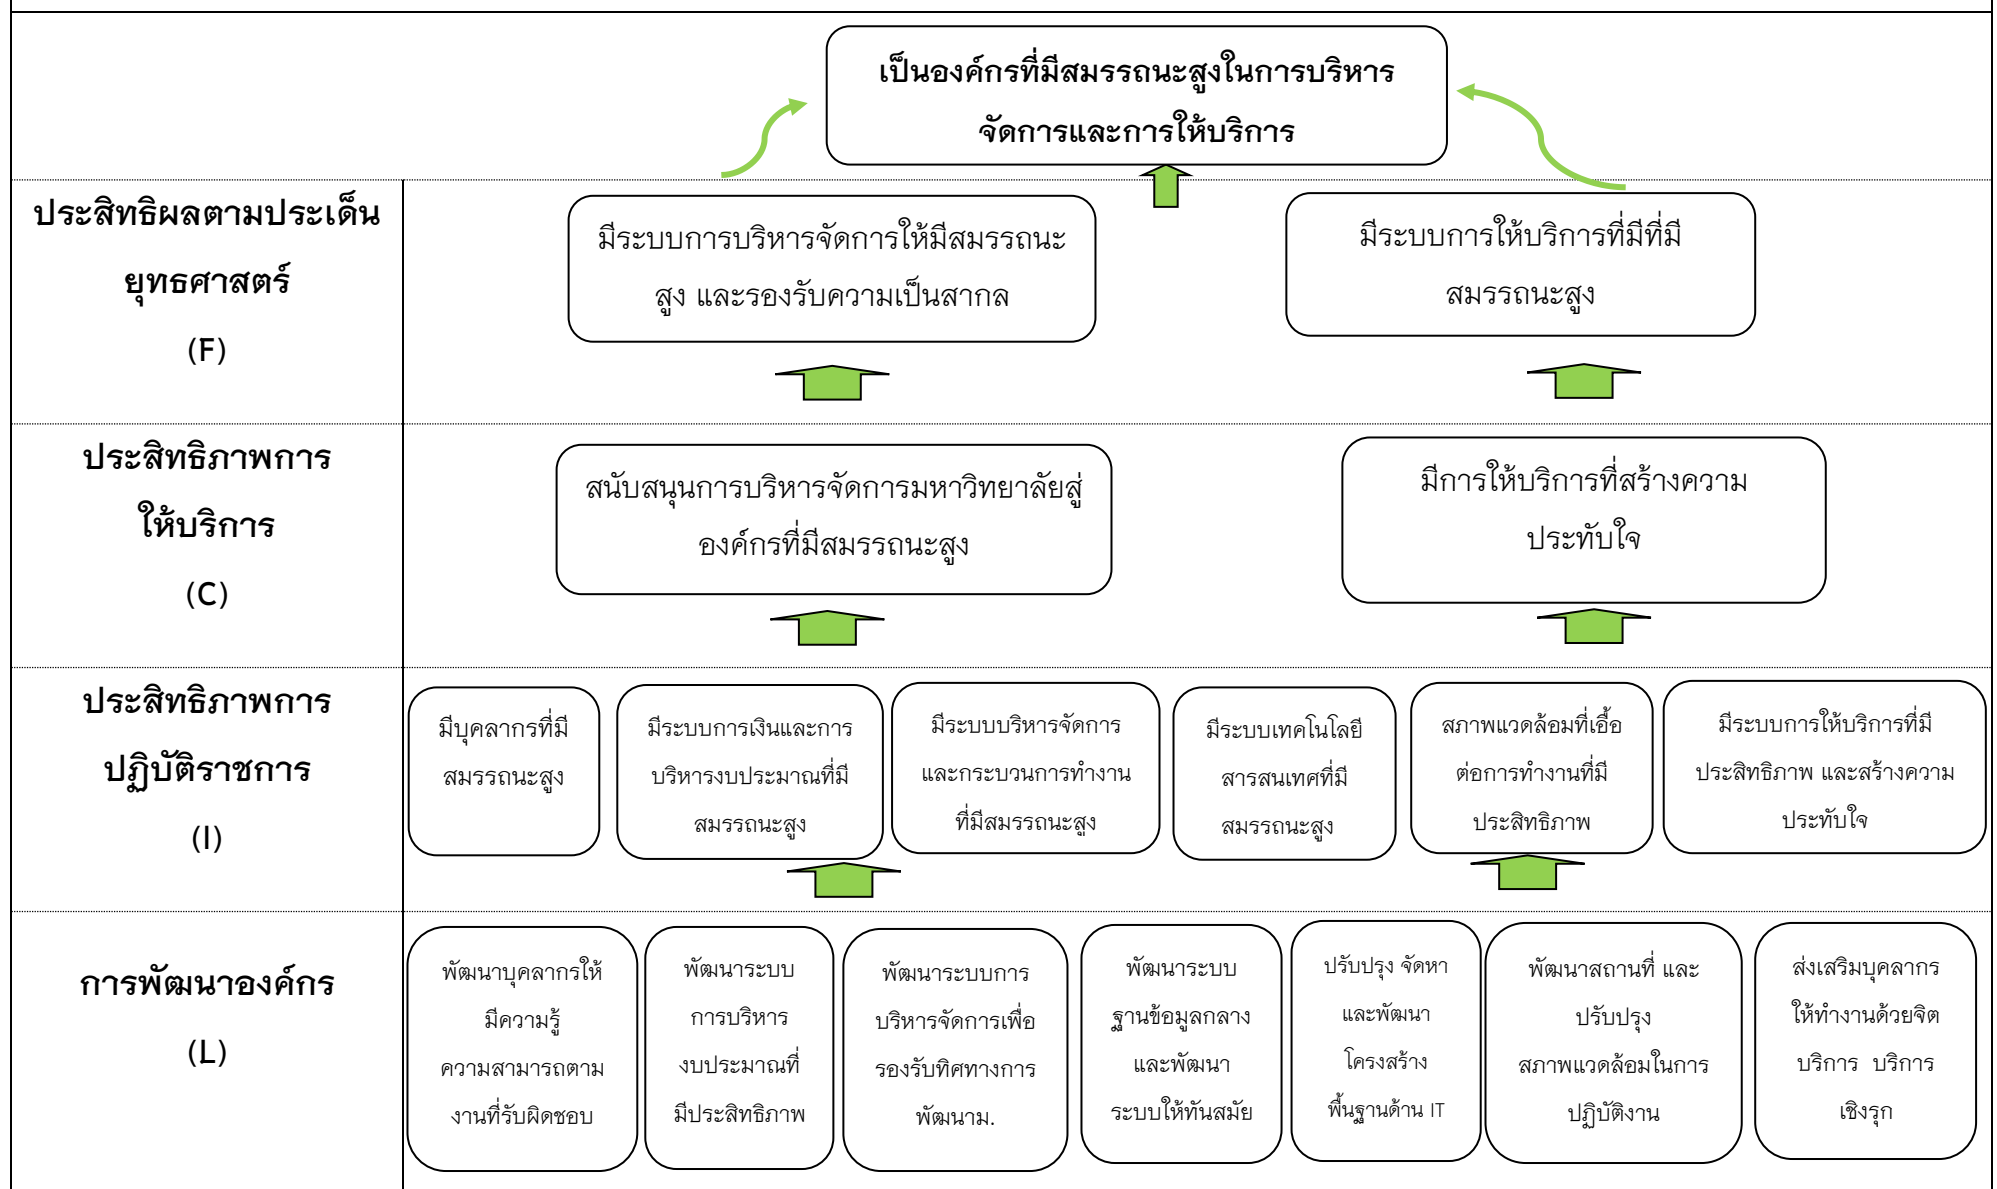 เป็นองค์กรที่มีสมรรถนะสูงในการบริหาร
จัดการและการให้บริการ
ประสิทธิผลตามประเด็น
ยุทธศาสตร์
(F)
มีระบบการบริหารจัดการให้มีสมรรถนะ
สูง และรองรับความเป็นสากล
มีระบบการให้บริการที่มีที่มี
สมรรถนะสูง
ประสิทธิภาพการ
ให้บริการ
(C)
สนับสนุนการบริหารจัดการมหาวิทยาลัยสู่
องค์กรที่มีสมรรถนะสูง
มีการให้บริการที่สร้างความ
ประทับใจ
ประสิทธิภาพการ
ปฏิบัติราชการ
(I)
มีบุคลากรที่มี
สมรรถนะสูง
มีระบบการเงินและการ
บริหารงบประมาณที่มี
สมรรถนะสูง
มีระบบบริหารจัดการ
และกระบวนการทำงาน
ที่มีสมรรถนะสูง
มีระบบเทคโนโลยี
สารสนเทศที่มี
สมรรถนะสูง
สภาพแวดล้อมที่เอื้อ
ต่อการทำงานที่มี
ประสิทธิภาพ
มีระบบการให้บริการที่มี
ประสิทธิภาพ และสร้างความ
ประทับใจ
การพัฒนาองค์กร
(L)
พัฒนาบุคลากรให้
มีความรู้
ความสามารถตาม
งานที่รับผิดชอบ
พัฒนาระบบ
การบริหาร
งบประมาณที่
มีประสิทธิภาพ
พัฒนาระบบการ
บริหารจัดการเพื่อ
รองรับทิศทางการ
พัฒนาม.
พัฒนาระบบ
ฐานข้อมูลกลาง
และพัฒนา
ระบบให้ทันสมัย
ปรับปรุง จัดหา
และพัฒนา
โครงสร้าง
พื้นฐานด้าน IT
พัฒนาสถานที่ และ
ปรับปรุง
สภาพแวดล้อมในการ
ปฏิบัติงาน
ส่งเสริมบุคลากร
ให้ทำงานด้วยจิต
บริการ บริการ
เชิงรุก